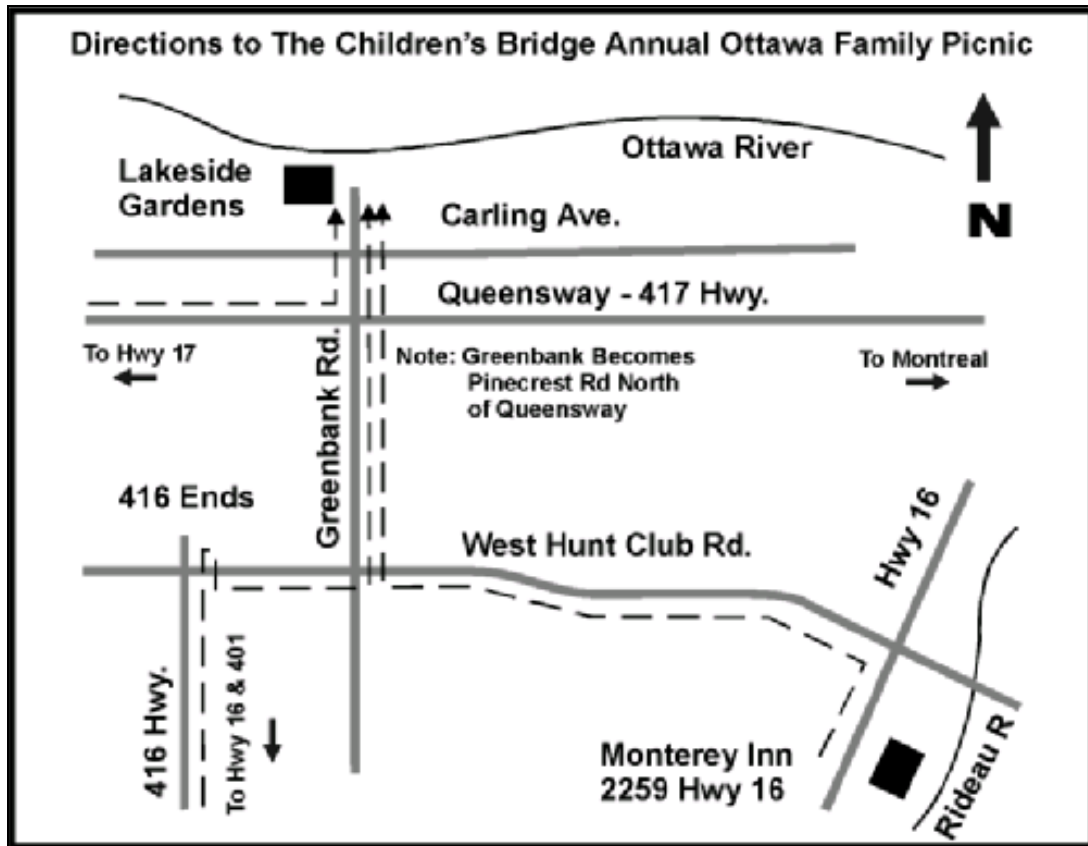 Directions to The Children's Bridge Annual Ottawa Family Picnic
Ottawa River
Lakeside
Gardens
Carling Ave.
N
Queensway - 417 Hwy.
To Hwy 17
Note: Greenbank Becomes
Pinecrest Rd North
of Queensway
To Montreal
Greenbank Rd.
416 Ends
West Hunt Club Rd.
Hwy 16
416 Hwy.
To Hwy 16 & 401
Monterey Inn
2259 Hwy 16
Rideau R